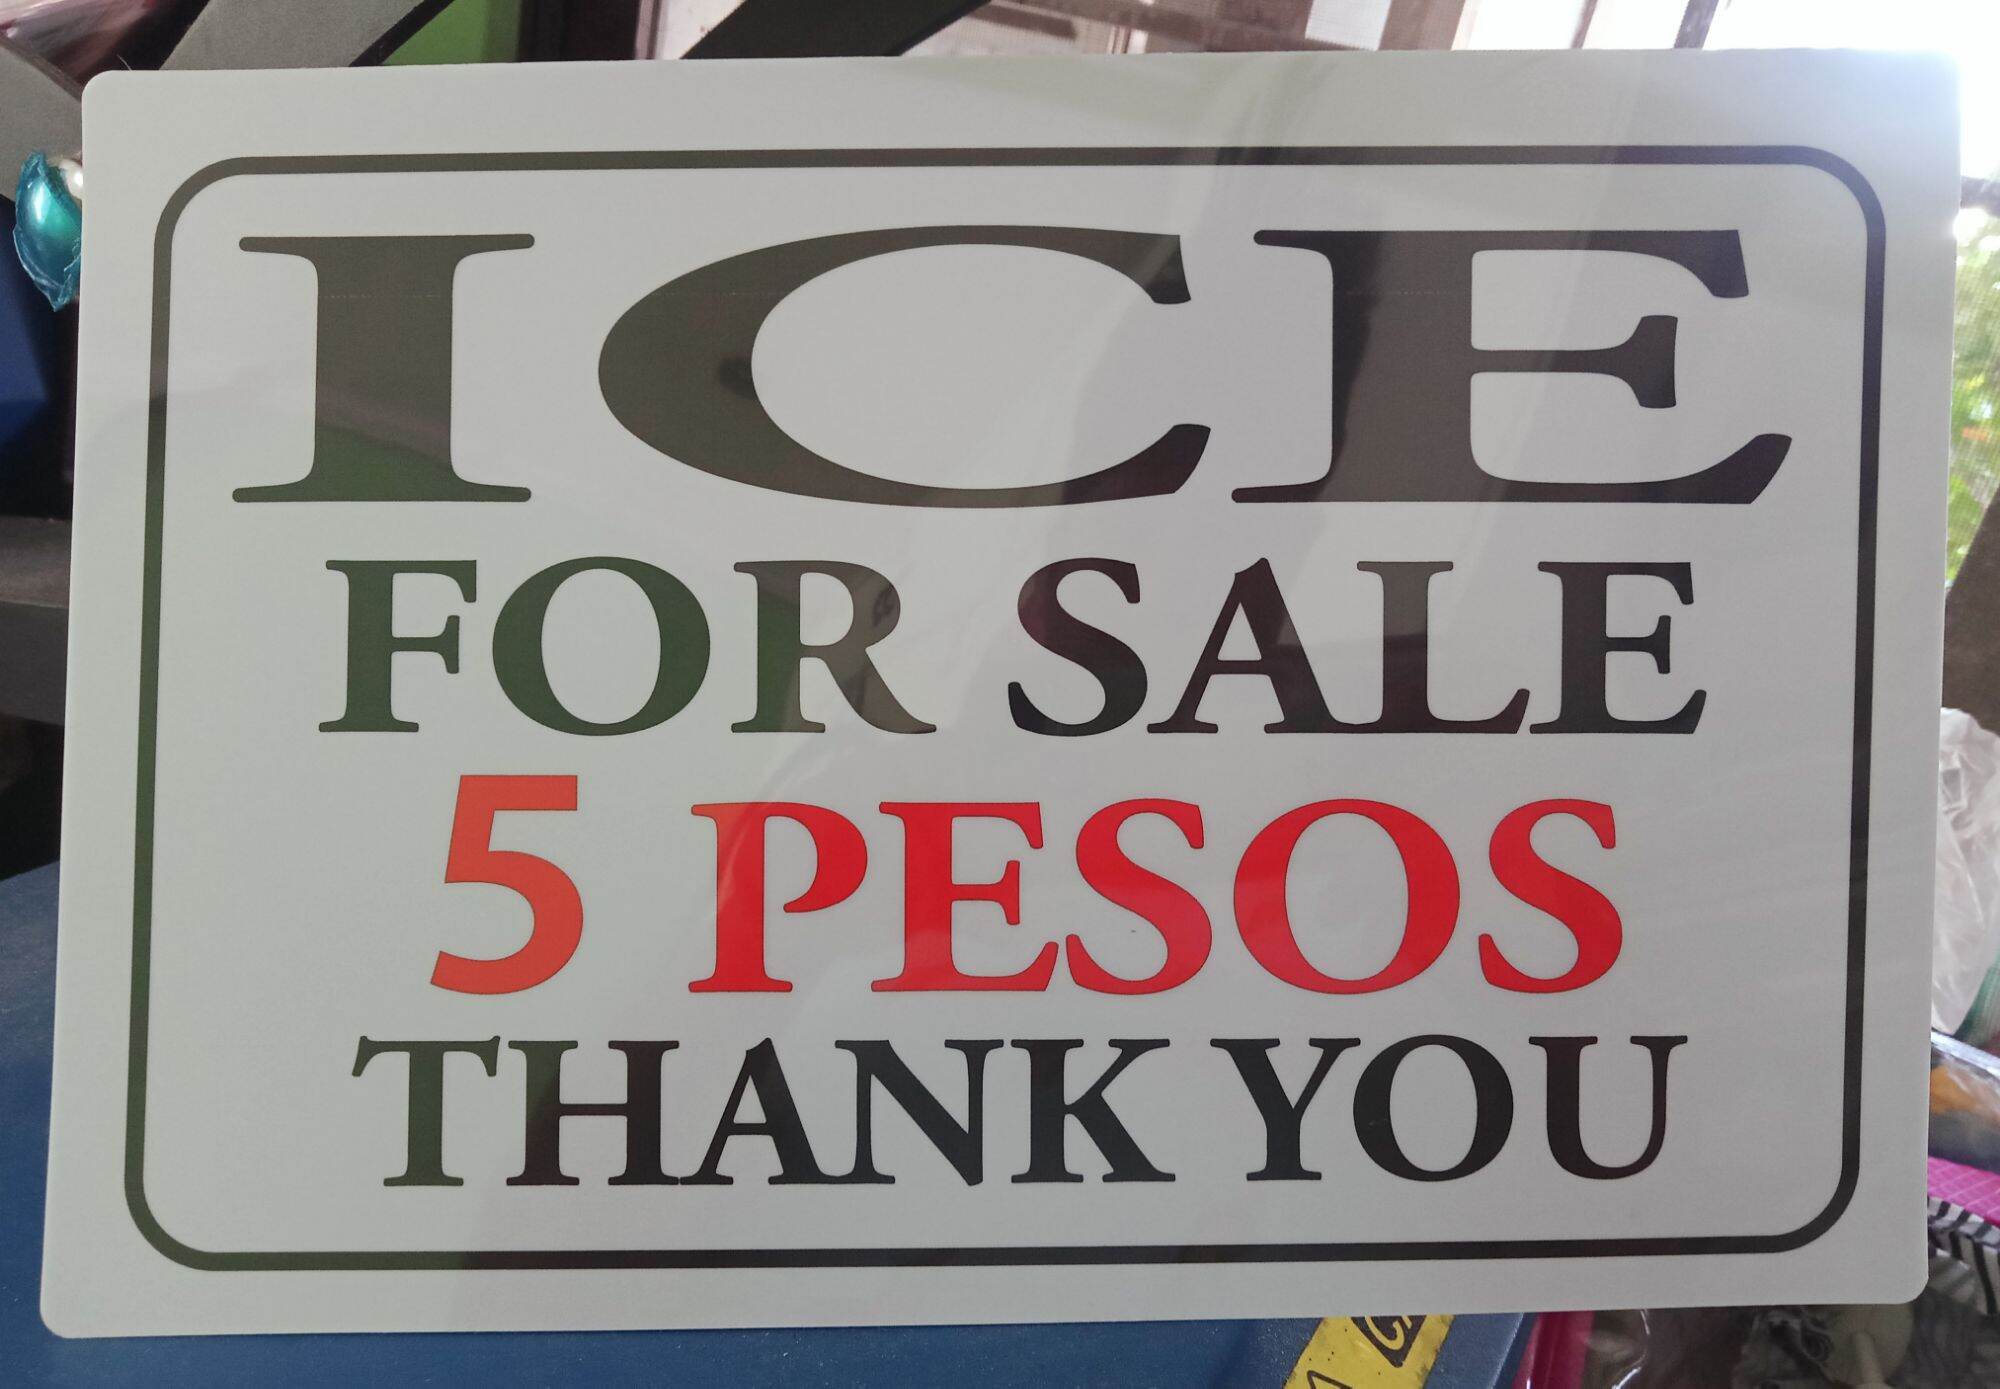 ICE
FOR SALE
5 PESOS
THANK YOU